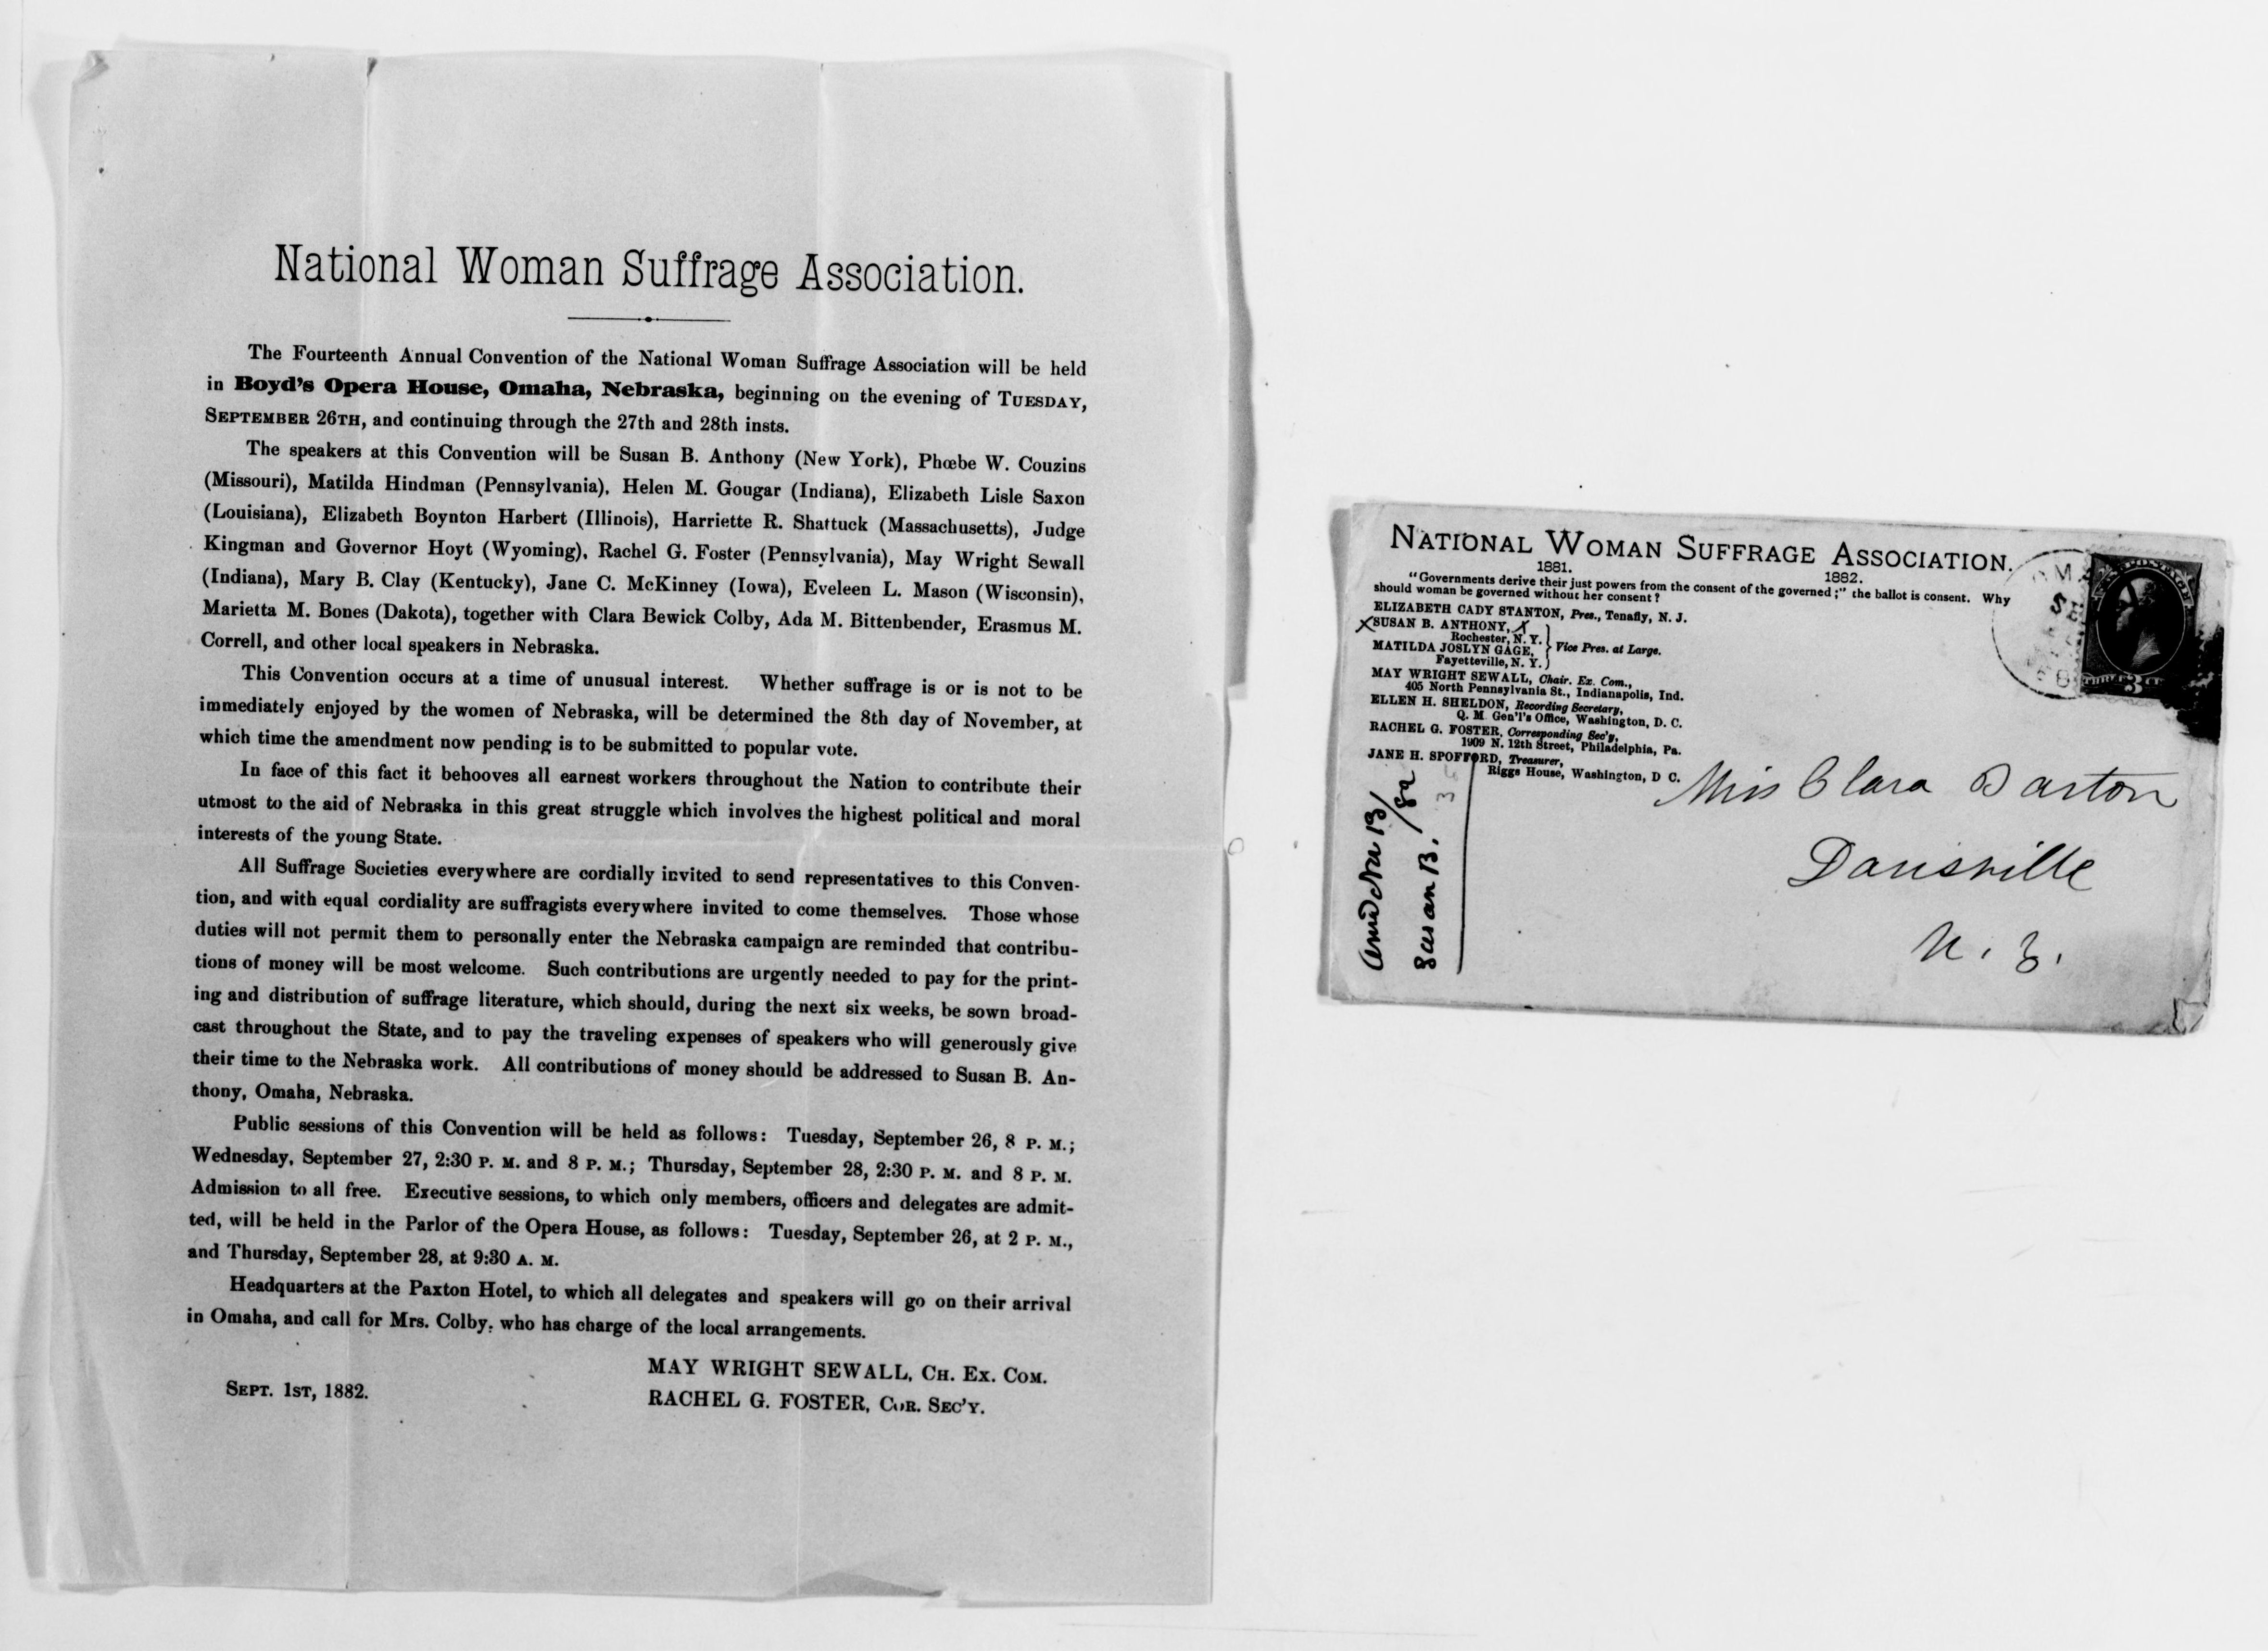 National Woman Suffrage Association.
The Fourteenth Annual Convention of the National Woman Suffrage Association will be held
in Boyd's Opera House, Omaha, Nebraska, beginning on the evening of TUESDAY,
SEPTEMBER 26TH, and continuing through the 27th and 28th insts.
The speakers at this Convention will be Susan B. Anthony (New York), Phœbe W. Couzins
(Missouri), Matilda Hindman (Pennsylvania), Helen M. Gougar (Indiana), Elizabeth Lisle Saxon
(Louisiana), Elizabeth Boynton Harbert (Illinois), Harriette R. Shattuck (Massachusetts), Judge
Kingman and Governor Hoyt (Wyoming), Rachel G. Foster (Pennsylvania), May Wright Sewall
(Indiana), Mary B. Clay (Kentucky), Jane C. McKinney (Iowa), Eveleen L. Mason (Wisconsin),
Marietta M. Bones (Dakota), together with Clara Bewick Colby, Ada M. Bittenbender, Erasmus M.
Correll, and other local speakers in Nebraska.
This Convention occurs at a time of unusual interest. Whether suffrage is or is not to be
immediately enjoyed by the women of Nebraska, will be determined the 8th day of November, at
which time the amendment now pending is to be submitted to popular vote.
In face of this fact it behooves all earnest workers throughout the Nation to contribute their
utmost to the aid of Nebraska in this great struggle which involves the highest political and moral
interests of the young State.
All Suffrage Societies everywhere are cordially invited to send representatives to this Conven-
tion, and with equal cordiality are suffragists everywhere invited to come themselves. Those whose
duties will not permit them to personally enter the Nebraska campaign are reminded that contribu-
tions of money will be most welcome. Such contributions are urgently needed to pay for the print-
ing and distribution of suffrage literature, which should, during the next six weeks, be sown broad-
cast throughout the State, and to pay the traveling expenses of speakers who will generously give
their time to the Nebraska work. All contributions of money should be addressed to Susan B. An-
thony, Omaha, Nebraska.
Public sessions of this Convention will be held as follows: Tuesday, September 26, 8 P. M.;
Wednesday, September 27, 2:30 P. M. and 8 P. M.; Thursday, September 28, 2:30 P. M. and 8 P. M.
Admission to all free. Executive sessions, to which only members, officers and delegates are admit-
ted, will be held in the Parlor of the Opera House, as follows: Tuesday, September 26, at 2 P. M.,
and Thursday, September 28, at 9:30 A. M.
Headquarters at the Paxton Hotel, to which all delegates and speakers will go on their arrival
in Omaha, and call for Mrs. Colby, who has charge of the local arrangements.
MAY WRIGHT SEWALL, CH. EX. COM.
SEPT. 1ST, 1882.
RACHEL G. FOSTER, COR. SEC'Y.
NATIONAL WOMAN SUFFRAGE ASSOCIATION.
1881. 1882.
"Governments derive their just powers from the consent of the governed;" the ballot is consent. Why
should woman be governed without her consent?
ELIZABETH CADY STANTON, Pres., Tenafly, N. J.
X SUSAN B. ANTHONY, X
Rochester, N. Y.
MATILDA JOSLYN GAGE, } Vice Pres. at Large.
Fayetteville, N. Y.
MAY WRIGHT SEWALL, Chair. Ex. Com.,
405 North Pennsylvania St., Indianapolis, Ind.
ELLEN H. SHELDON, Recording Secretary,
Q. M. Gen'l's Office, Washington, D. C.
RACHEL G. FOSTER, Corresponding Sec'y,
1909 N. 12th Street, Philadelphia, Pa.
JANE H. SPOFFORD, Treasurer,
Riggs House, Washington, D C.
Miss Clara Barton
Dansville
N. Y.
Susan B.